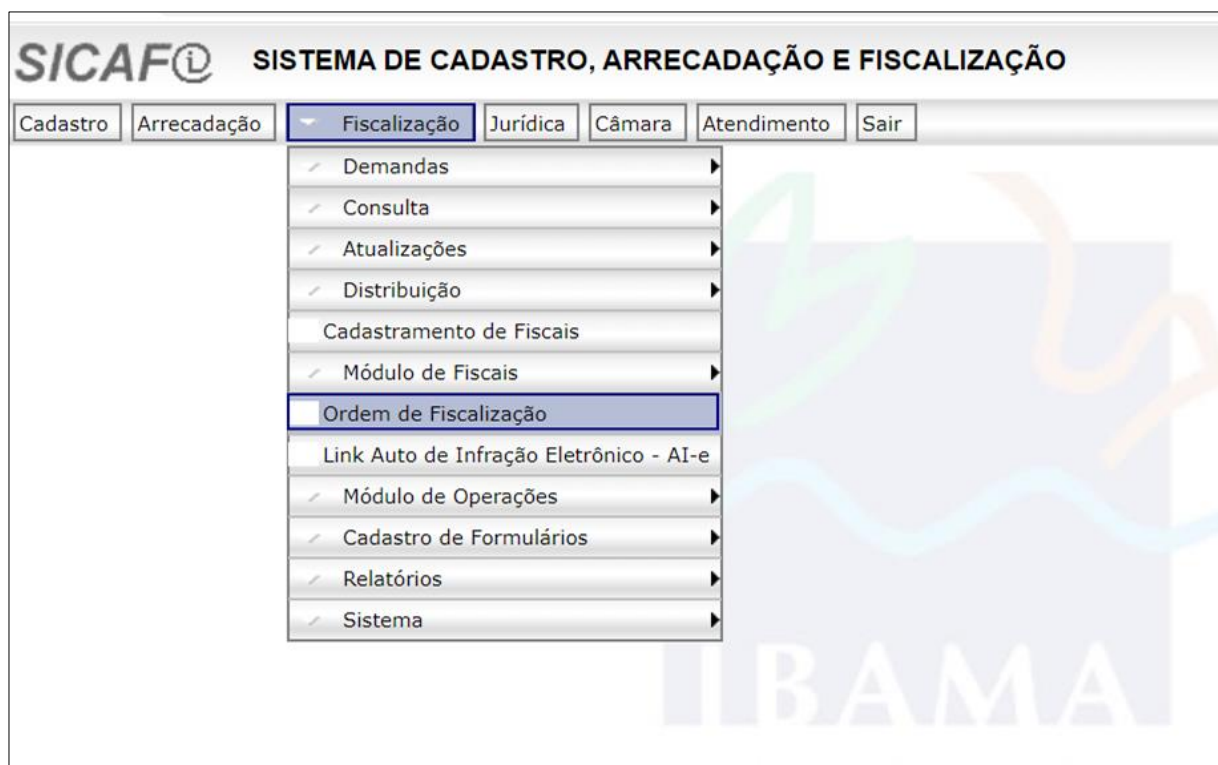 SICAFⓘ SISTEMA DE CADASTRO, ARRECADAÇÃO E FISCALIZAÇÃO
Cadastro Arrecadação Fiscalização Jurídica Câmara Atendimento Sair
Demandas
Consulta
Atualizações
Distribuição
Cadastramento de Fiscais
Módulo de Fiscais
Ordem de Fiscalização
Link Auto de Infração Eletrônico - AI-e
Módulo de Operações
Cadastro de Formulários
Relatórios
Sistema
IBAMA